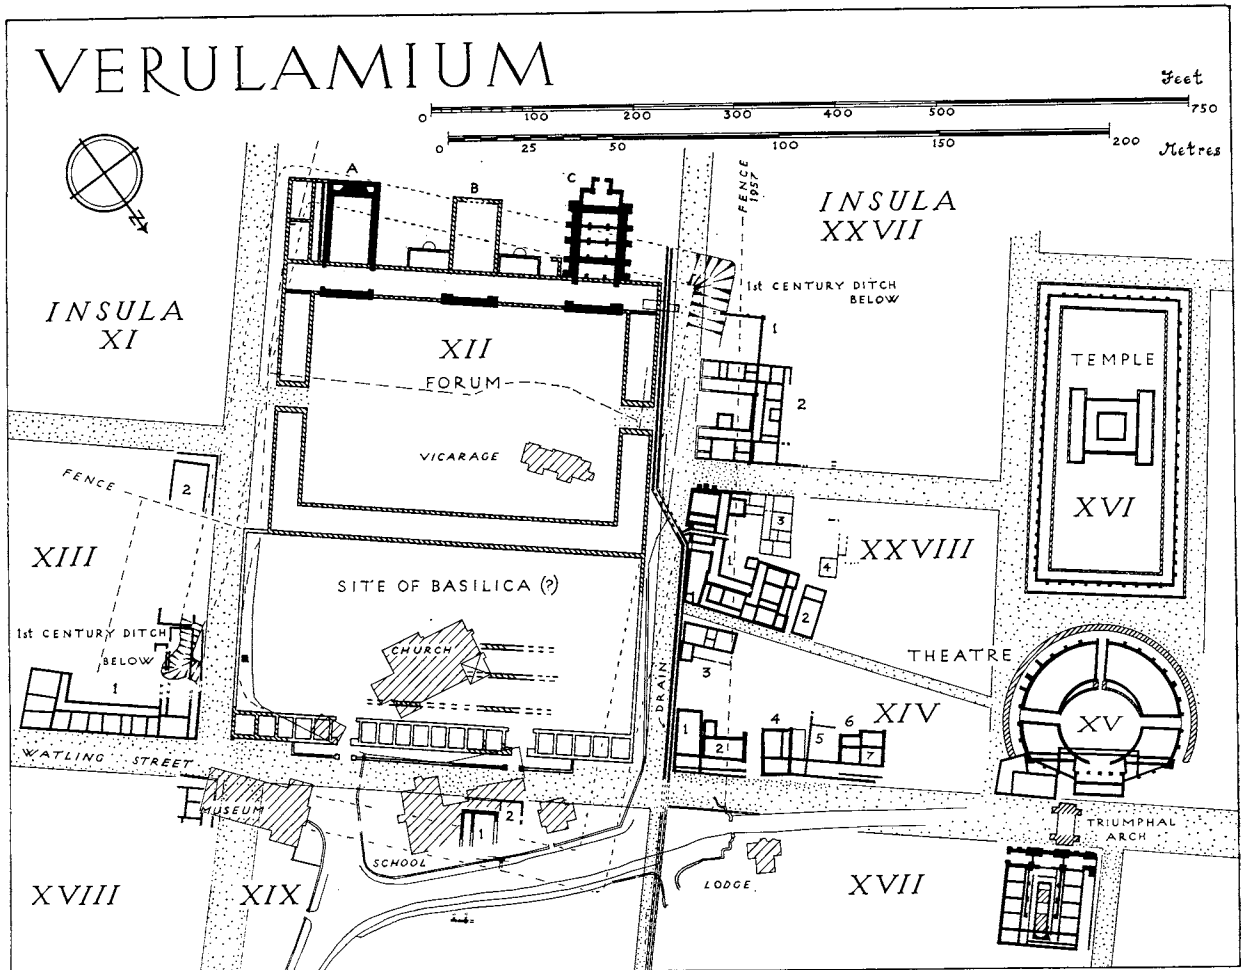 VERULAMIUM
Feet
0 100 200 300 400 500 750
0 25 50 100 150 200
Metres
N
A
B
C
FENCE 1957
INSULA
XXVII
1st CENTURY DITCH
BELOW
INSULA
XI
XII
FORUM
1
2
TEMPLE
XVI
VICARAGE
FENCE
2
XIII
3
1
4
2
XXVIII
SITE OF BASILICA (?)
1st CENTURY DITCH
BELOW
1
CHURCH
DRAIN
3
THEATRE
XV
XIV
1
2
4
5
6
7
WATLING STREET
MUSEUM
1
2
SCHOOL
TRIUMPHAL
ARCH
LODGE
XVII
XVIII
XIX